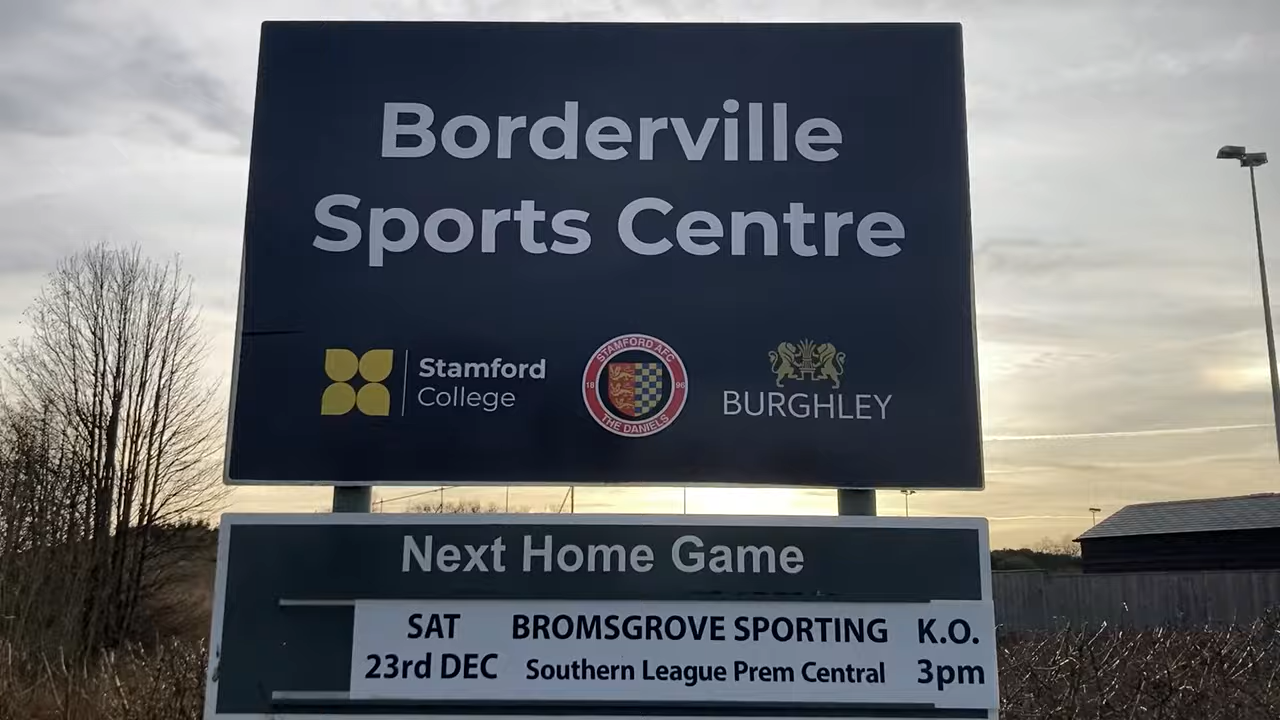 Borderville
Sports Centre
Stamford
College
STAMFORD AFC
18 96
THE DANIELS
BURGHLEY
Next Home Game
SAT BROMSGROVE SPORTING K.O.
23rd DEC Southern League Prem Central 3pm